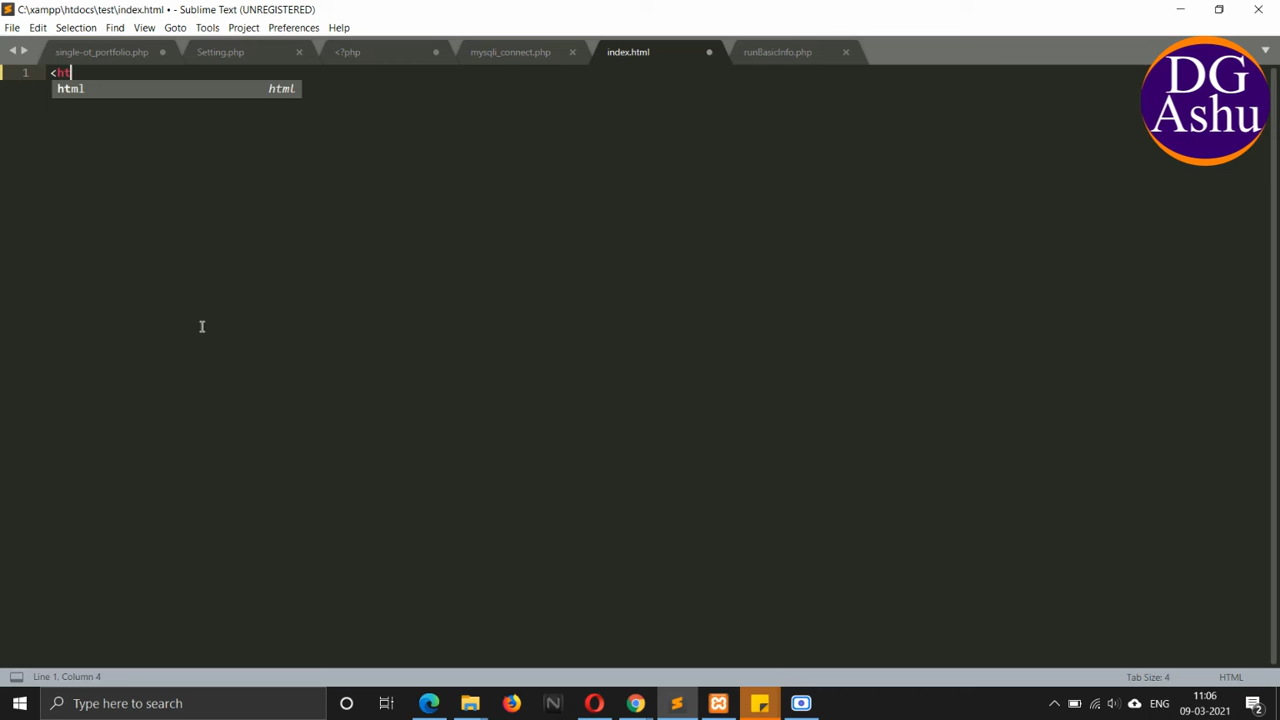 C:\xampp\htdocs\test\index.html • - Sublime Text (UNREGISTERED)
File Edit Selection Find View Goto Tools Project Preferences Help
single-ot_portfolio.php Setting.php <?php mysqli_connect.php index.html runBasicInfo.php
DG
Ashu
1 <ht
html html
Line 1, Column 4 Tab Size: 4 HTML
Type here to search
ENG
11:06
09-03-2021
2